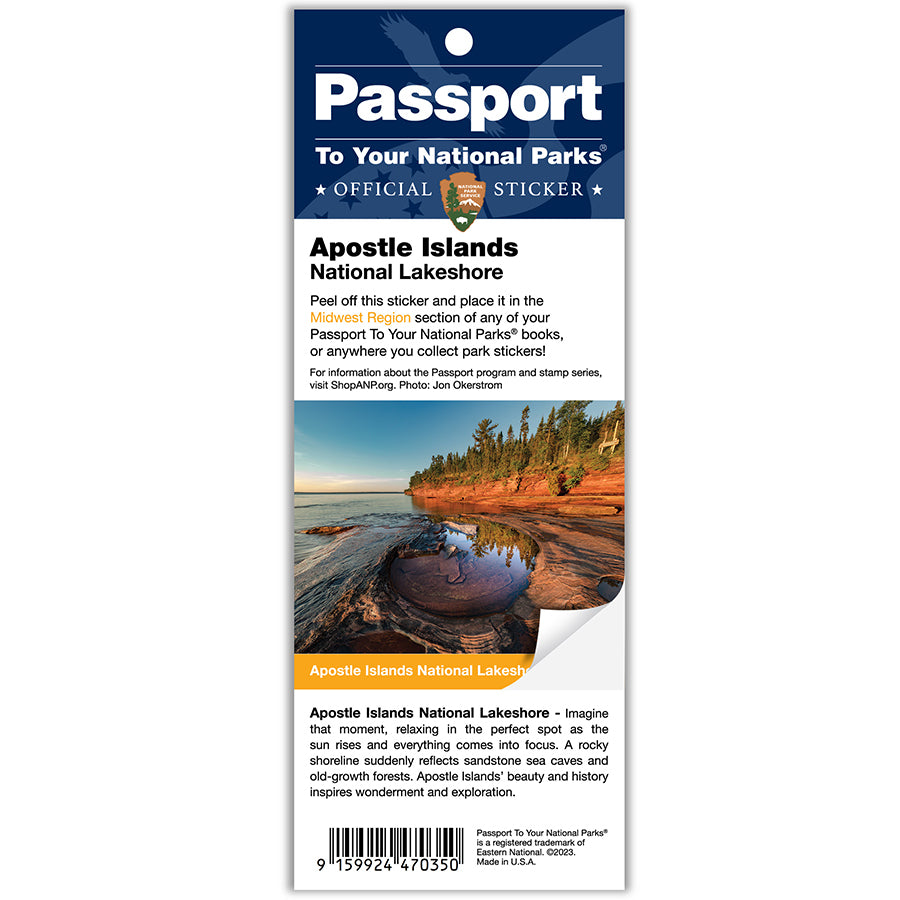 Passport
To Your National Parks®
★ OFFICIAL STICKER ★
NATIONAL
PARK
SERVICE
Apostle Islands
National Lakeshore
Peel off this sticker and place it in the
Midwest Region section of any of your
Passport To Your National Parks® books,
or anywhere you collect park stickers!
For information about the Passport program and stamp series,
visit ShopANP.org. Photo: Jon Okerstrom
Apostle Islands National Lakesh
Apostle Islands National Lakeshore - Imagine
that moment, relaxing in the perfect spot as the
sun rises and everything comes into focus. A rocky
shoreline suddenly reflects sandstone sea caves and
old-growth forests. Apostle Islands’ beauty and history
inspires wonderment and exploration.
9 159924 470350
Passport To Your National Parks®
is a registered trademark of
Eastern National. ©2023.
Made in U.S.A.